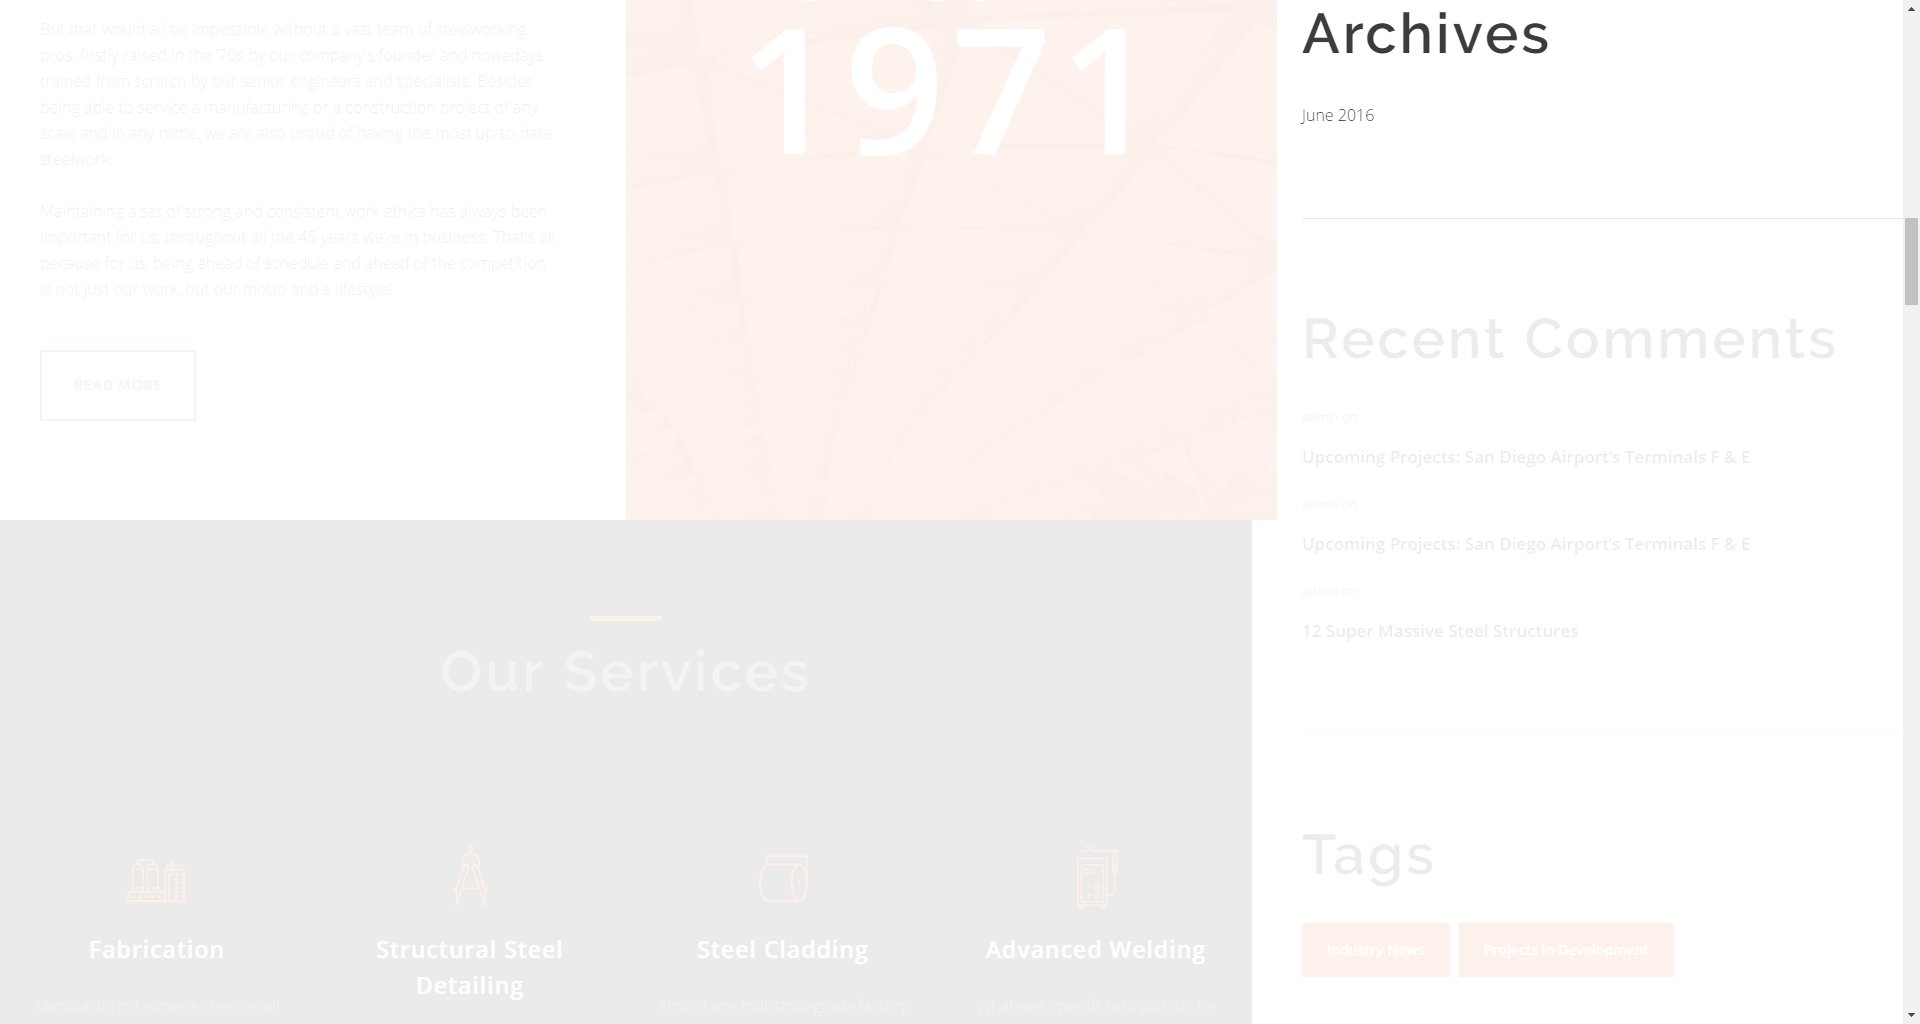 But that would all be impossible without a vast team of steelworking
pros, firstly raised in the '70s by our company's founder and nowadays
trained from scratch by our senior engineers and specialists. Besides
being able to service a manufacturing or a construction project of any
scale and in any niche, we are also proud of having the most up-to-date
steelwork.
Maintaining a set of strong and consistent work ethics has always been
important for us, throughout all the 45 years we're in business. That's all
because for us, being ahead of schedule and ahead of the competition
is not just our work, but our motto and a lifestyle!
READ MORE
1971
Archives
June 2016
Recent Comments
admin on
Upcoming Projects: San Diego Airport's Terminals F & E
admin on
Upcoming Projects: San Diego Airport's Terminals F & E
admin on
12 Super Massive Steel Structures
Tags
Industry News
Projects in Development
Our Services
Fabrication
Manufacturing either a steel detail
Structural Steel
Detailing
Steel Cladding
Almost any industrial grade factory
Advanced Welding
Whatever specific task you will be